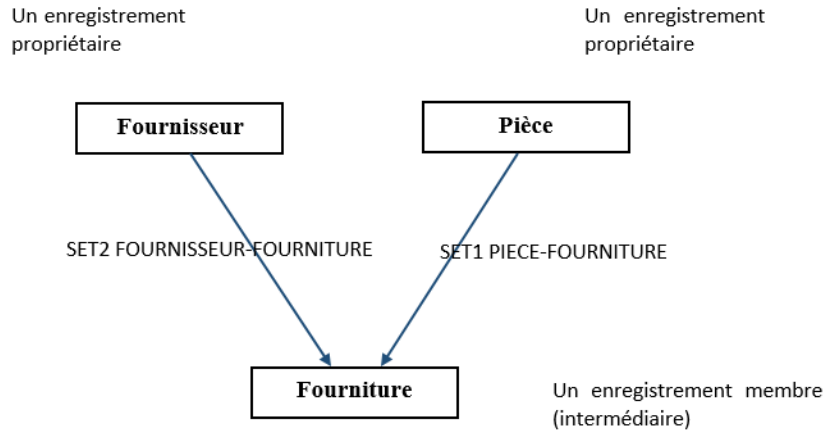 Un enregistrement
propriétaire
Un enregistrement
propriétaire
Fournisseur
Pièce
SET2 FOURNISSEUR-FOURNITURE
SET1 PIECE-FOURNITURE
Fourniture
Un enregistrement membre
(intermédiaire)